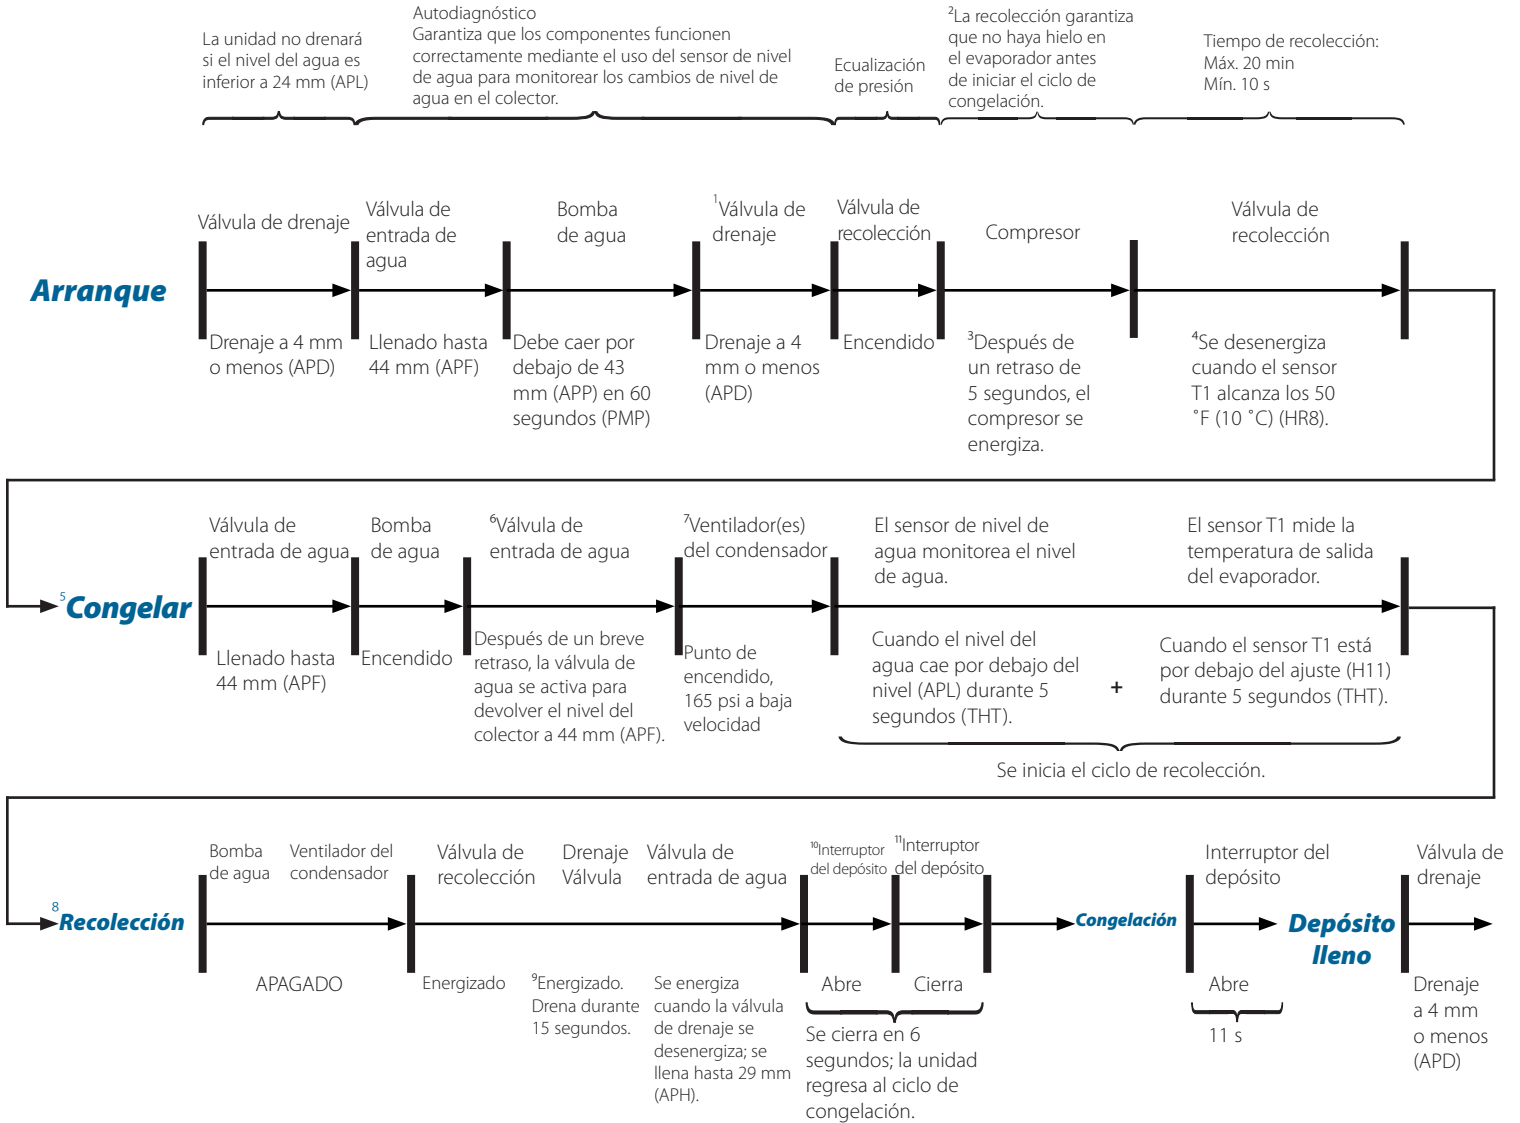 La unidad no drenará
si el nivel del agua es
inferior a 24 mm (APL)
Autodiagnóstico
Garantiza que los componentes funcionen
correctamente mediante el uso del sensor de nivel
de agua para monitorear los cambios de nivel de
agua en el colector.
Ecualización
de presión
²La recolección garantiza
que no haya hielo en
el evaporador antes
de iniciar el ciclo de
congelación.
Tiempo de recolección:
Máx. 20 min
Mín. 10 s
Arranque
Válvula de drenaje
Drenaje a 4 mm
o menos (APD)
Válvula de
entrada de
agua
Llenado hasta
44 mm (APF)
Bomba
de agua
Debe caer por
debajo de 43
mm (APP) en 60
segundos (PMP)
¹Válvula de
drenaje
Drenaje a 4
mm o menos
(APD)
Válvula de
recolección
Encendido
Compresor
³Después de
un retraso de
5 segundos, el
compresor se
energiza.
Válvula de
recolección
⁴Se desenergiza
cuando el sensor
T1 alcanza los 50
˚F (10 ˚C) (HR8).
⁵Congelar
Válvula de
entrada de agua
Llenado hasta
44 mm (APF)
Bomba
de agua
Encendido
⁶Válvula de
entrada de agua
Después de un breve
retraso, la válvula de
agua se activa para
devolver el nivel del
colector a 44 mm (APF).
⁷Ventilador(es)
del condensador
Punto de
encendido,
165 psi a baja
velocidad
El sensor de nivel de
agua monitorea el nivel
de agua.
Cuando el nivel del
agua cae por debajo del
nivel (APL) durante 5
segundos (THT).
+
El sensor T1 mide la
temperatura de salida
del evaporador.
Cuando el sensor T1 está
por debajo del ajuste (H11)
durante 5 segundos (THT).
Se inicia el ciclo de recolección.
⁸Recolección
Bomba
de agua
Ventilador del
condensador
APAGADO
Válvula de
recolección
Energizado
Drenaje
Válvula
⁹Energizado.
Drena durante
15 segundos.
Válvula de
entrada de agua
Se energiza
cuando la válvula
de drenaje se
desenergiza; se
llena hasta 29 mm
(APH).
¹⁰Interruptor
del depósito
Abre
¹¹Interruptor
del depósito
Cierra
Se cierra en 6
segundos; la unidad
regresa al ciclo de
congelación.
Congelación
Interruptor del
depósito
Abre
11 s
Depósito
lleno
Válvula de
drenaje
Drenaje
a 4 mm
o menos
(APD)